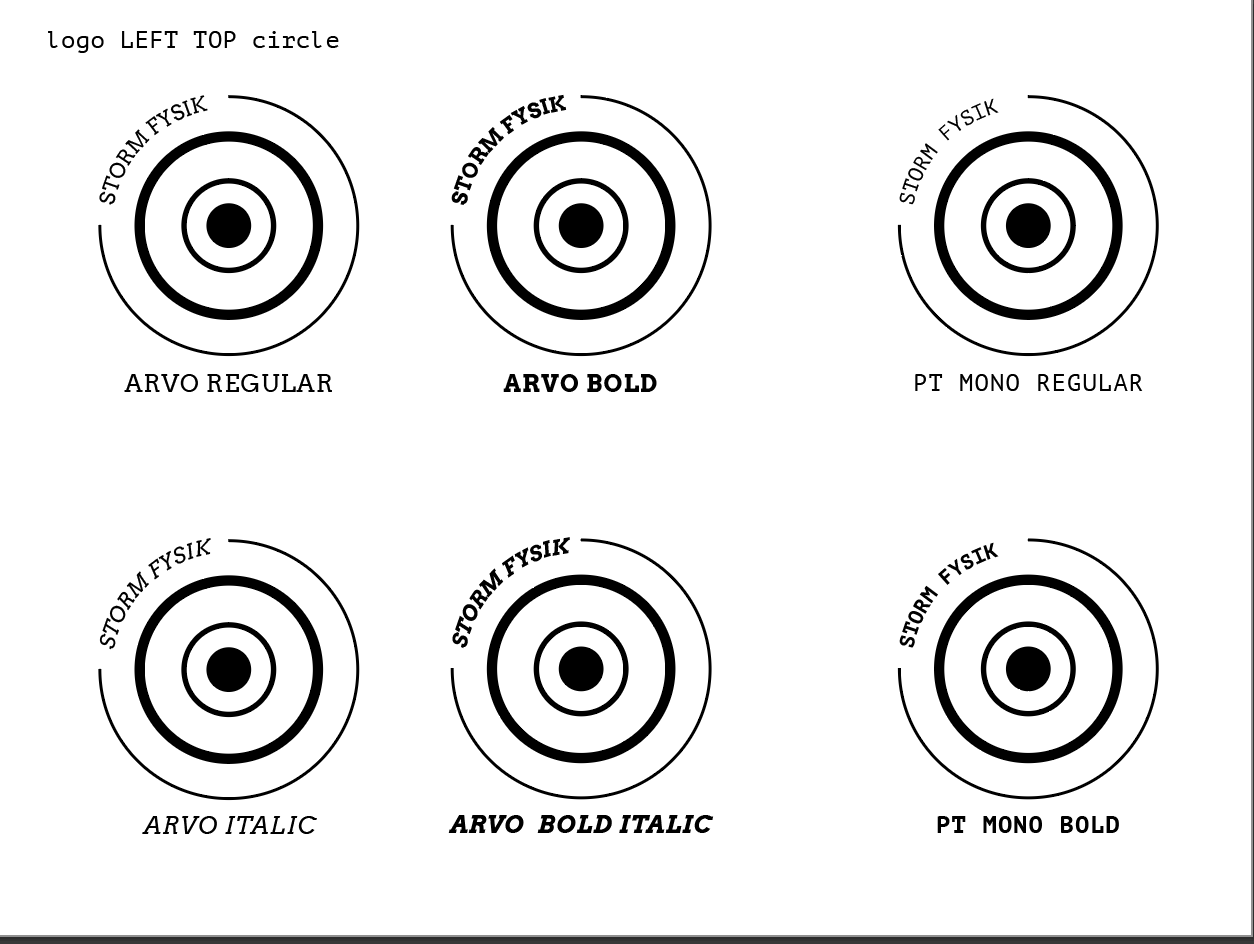 logo LEFT TOP circle
STORM FYSIK
STORM FYSIK
STORM FYSIK
ARVO REGULAR
ARVO BOLD
PT MONO REGULAR
STORM FYSIK
STORM FYSIK
STORM FYSIK
ARVO ITALIC
ARVO  BOLD ITALIC
PT MONO BOLD